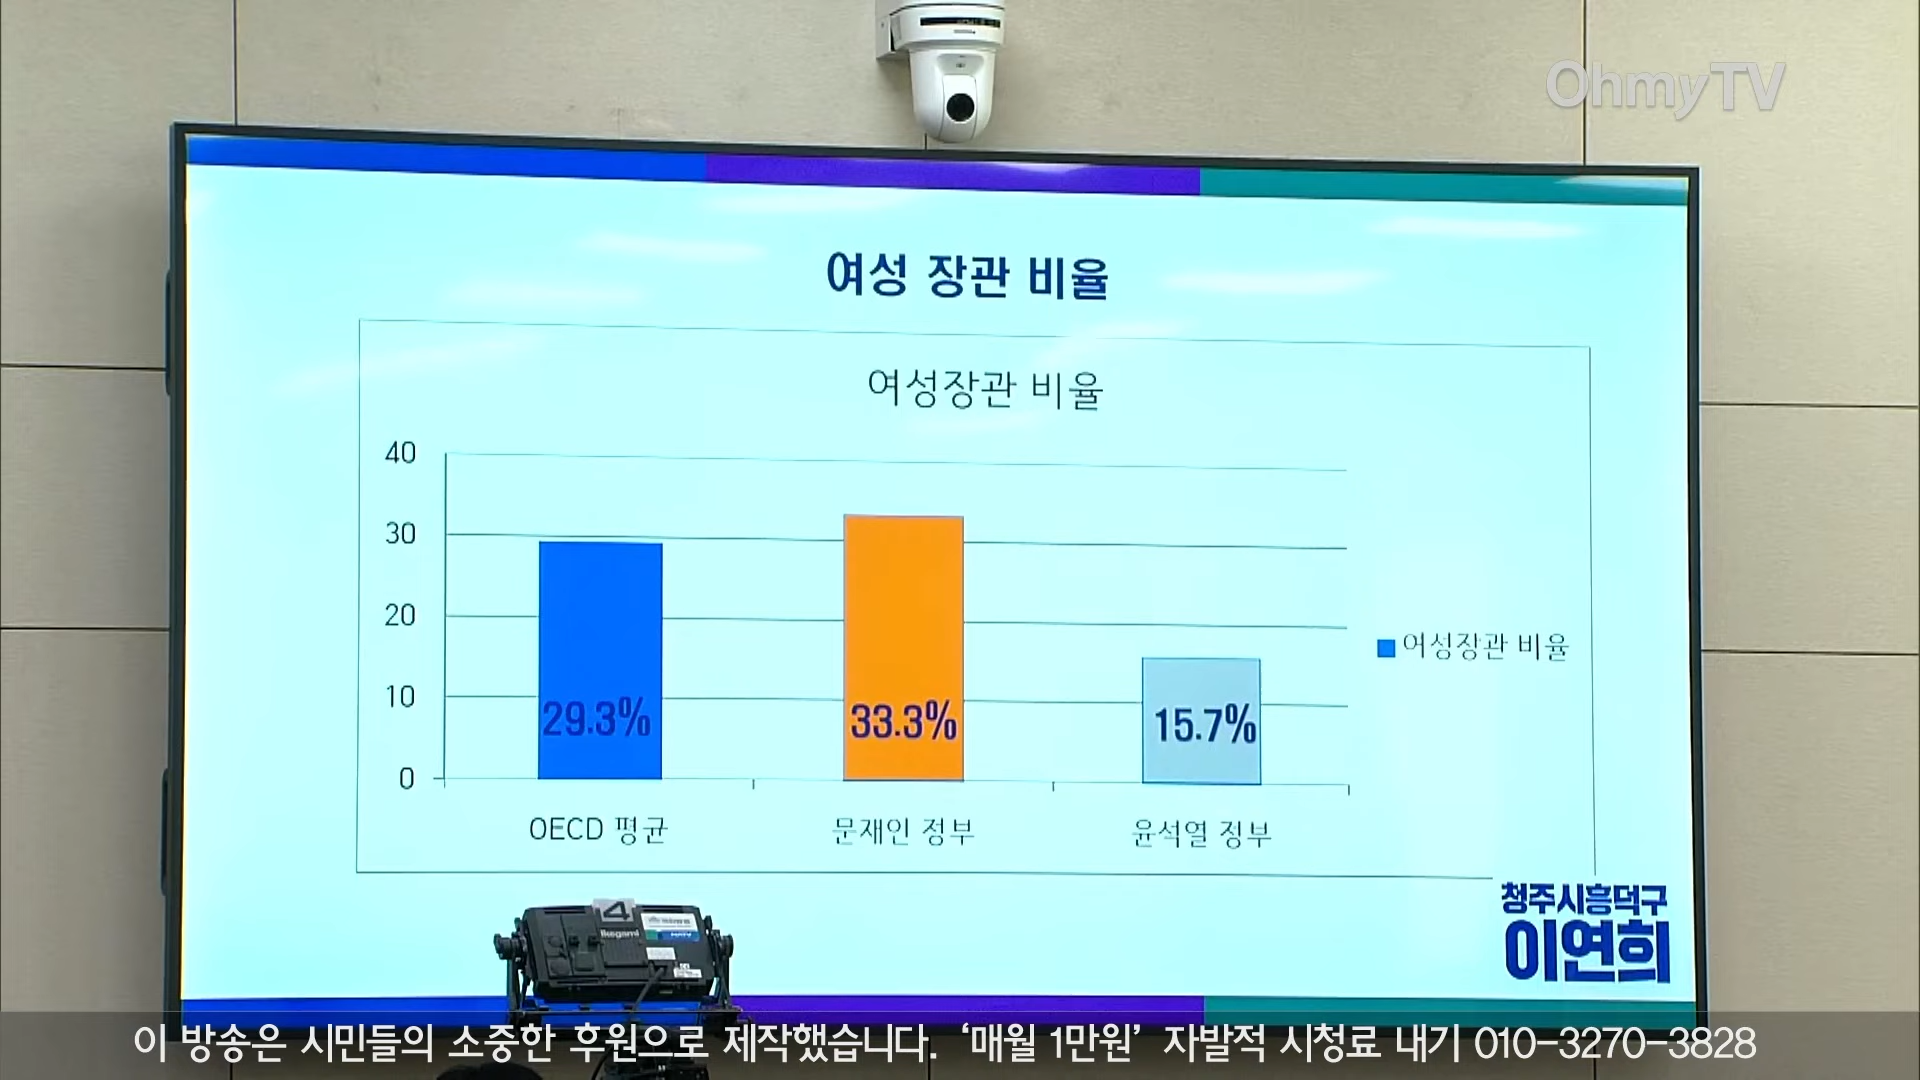 OhmyTV
여성 장관 비율
여성장관 비율
40
30
20
10
0
29.3%
33.3%
15.7%
여성장관 비율
OECD 평균
문재인 정부
윤석열 정부
청주시흥덕구
이연희
4
Ikegami
이 방송은 시민들의 소중한 후원으로 제작했습니다. ‘매월 1만원’ 자발적 시청료 내기 010-3270-3828